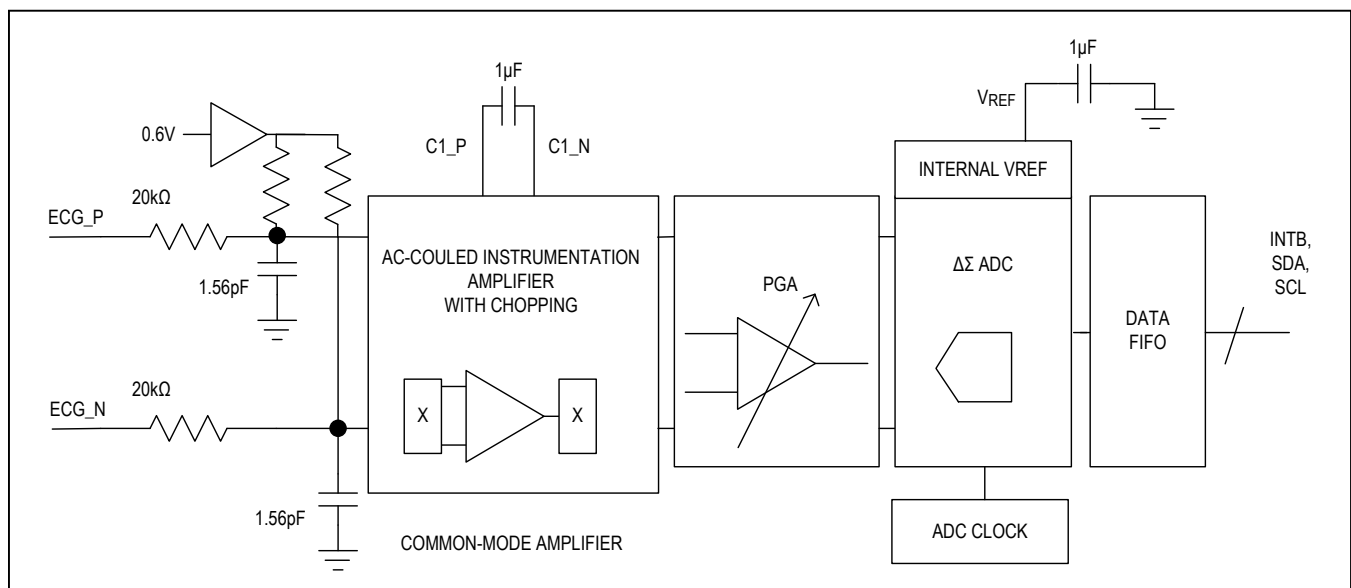 1µF
1µF
VREF
0.6V
C1_P
C1_N
INTERNAL VREF
20kΩ
ECG_P
AC-COULED INSTRUMENTATION
AMPLIFIER
WITH CHOPPING
1.56pF
PGA
ΔΣ ADC
DATA
FIFO
INTB,
SDA,
SCL
20kΩ
ECG_N
X
X
1.56pF
COMMON-MODE AMPLIFIER
ADC CLOCK